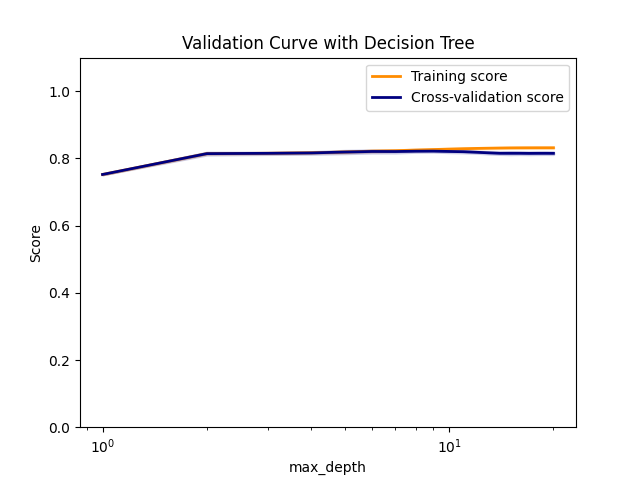 Validation Curve with Decision Tree
Training score
Cross-validation score
1.0
0.8
0.6
0.4
0.2
0.0
Score
10⁰
10¹
max_depth